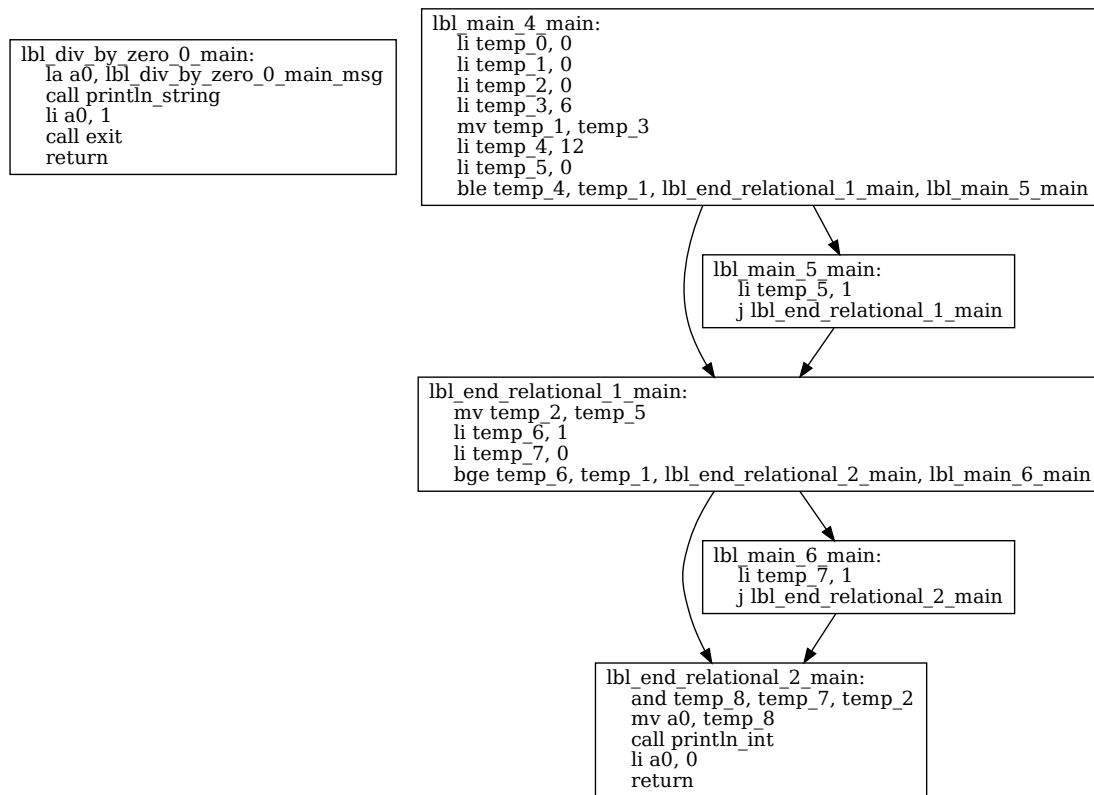 lbl_div_by_zero_0_main:
la a0, lbl_div_by_zero_0_main_msg
call println_string
li a0, 1
call exit
return
lbl_main_4_main:
li temp_0, 0
li temp_1, 0
li temp_2, 0
li temp_3, 6
mv temp_1, temp_3
li temp_4, 12
li temp_5, 0
ble temp_4, temp_1, lbl_end_relational_1_main, lbl_main_5_main
lbl_main_5_main:
li temp_5, 1
j lbl_end_relational_1_main
lbl_end_relational_1_main:
mv temp_2, temp_5
li temp_6, 1
li temp_7, 0
bge temp_6, temp_1, lbl_end_relational_2_main, lbl_main_6_main
lbl_main_6_main:
li temp_7, 1
j lbl_end_relational_2_main
lbl_end_relational_2_main:
and temp_8, temp_7, temp_2
mv a0, temp_8
call println_int
li a0, 0
return